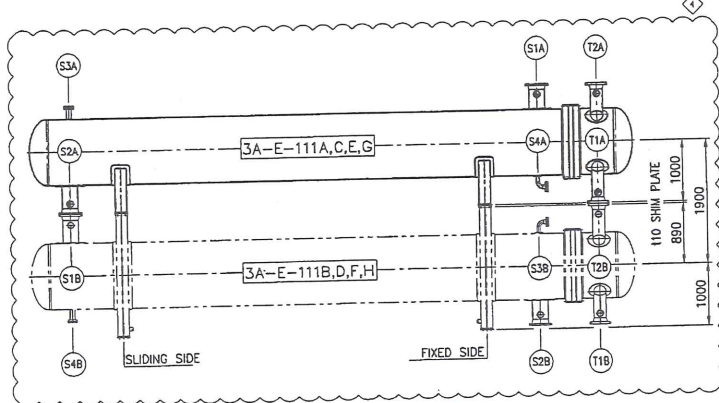 4
S3A
S1A
T2A
S2A
3A-E-111A,C,E,G
S4A
T1A
1000
t10 SHIM PLATE
1900
890
S1B
3A-E-111B,D,F,H
S3B
T2B
1000
S4B
SLIDING SIDE
FIXED SIDE
S2B
T1B